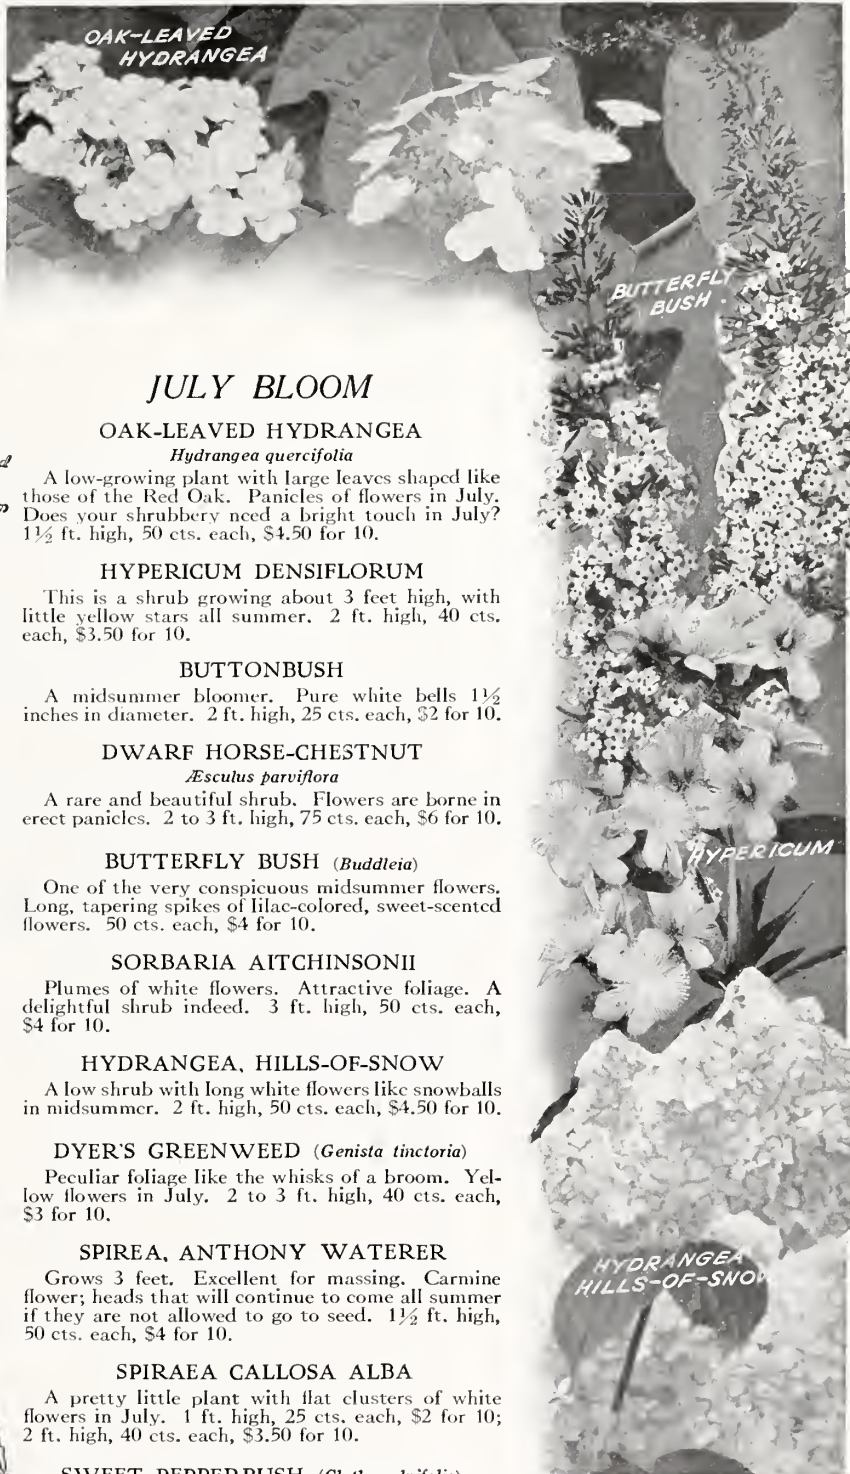 OAK-LEAVED
HYDRANGEA
BUTTERFLY
BUSH
JULY BLOOM
OAK-LEAVED HYDRANGEA
Hydrangea quercifolia
A low-growing plant with large leaves shaped like
those of the Red Oak. Panicles of flowers in July.
Does your shrubbery need a bright touch in July?
1½ ft. high, 50 cts. each, $4.50 for 10.
HYPERICUM DENSIFLORUM
This is a shrub growing about 3 feet high, with
little yellow stars all summer. 2 ft. high, 40 cts.
each, $3.50 for 10.
BUTTONBUSH
A midsummer bloomer. Pure white bells 1½
inches in diameter. 2 ft. high, 25 cts. each, $2 for 10.
DWARF HORSE-CHESTNUT
Æsculus parviflora
A rare and beautiful shrub. Flowers are borne in
erect panicles. 2 to 3 ft. high, 75 cts. each, $6 for 10.
BUTTERFLY BUSH (Buddleia)
One of the very conspicuous midsummer flowers.
Long, tapering spikes of lilac-colored, sweet-scented
flowers. 50 cts. each, $4 for 10.
HYPERICUM
SORBARIA AITCHINSONII
Plumes of white flowers. Attractive foliage. A
delightful shrub indeed. 3 ft. high, 50 cts. each,
$4 for 10.
HYDRANGEA, HILLS-OF-SNOW
A low shrub with long white flowers like snowballs
in midsummer. 2 ft. high, 50 cts. each, $4.50 for 10.
DYER'S GREENWEED (Genista tinctoria)
Peculiar foliage like the whisks of a broom. Yel-
low flowers in July. 2 to 3 ft. high, 40 cts. each,
$3 for 10.
SPIREA, ANTHONY WATERER
Grows 3 feet. Excellent for massing. Carmine
flower; heads that will continue to come all summer
if they are not allowed to go to seed. 1½ ft. high,
50 cts. each, $4 for 10.
HYDRANGEA
HILLS-OF-SNOW
SPIRAEA CALLOSA ALBA
A pretty little plant with flat clusters of white
flowers in July. 1 ft. high, 25 cts. each, $2 for 10;
2 ft. high, 40 cts. each, $3.50 for 10.
SWEET PEPPERBUSH